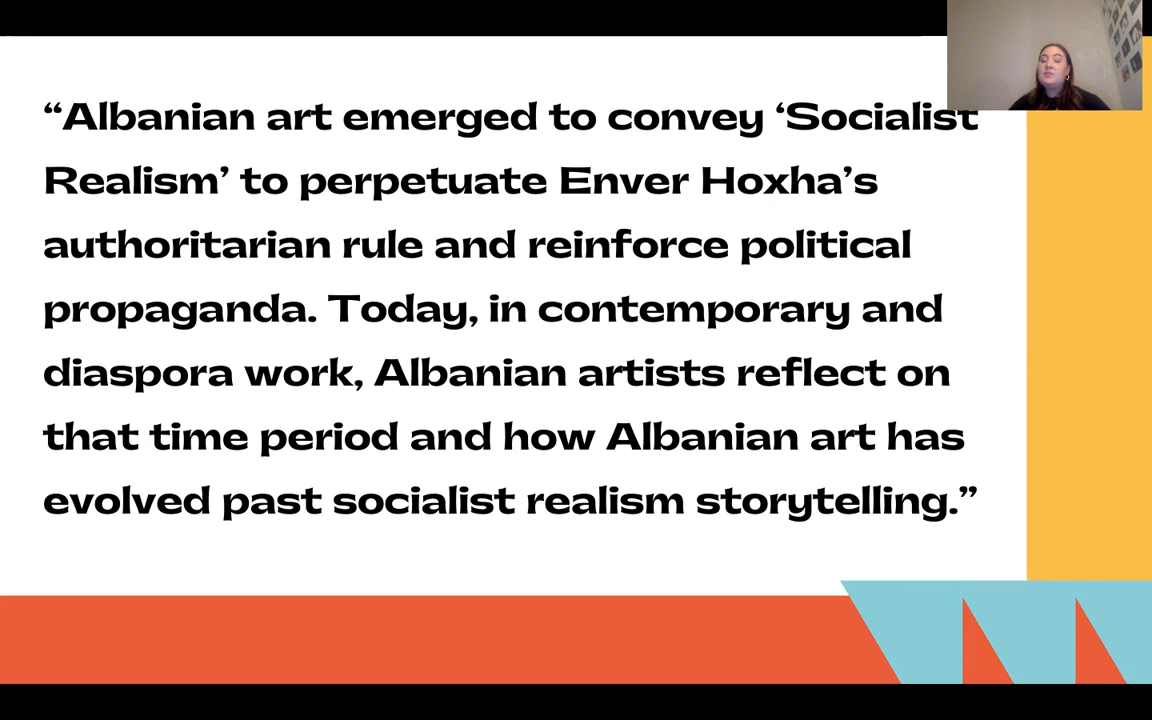 “Albanian art emerged to convey ‘Socialist
Realism’ to perpetuate Enver Hoxha’s
authoritarian rule and reinforce political
propaganda. Today, in contemporary and
diaspora work, Albanian artists reflect on
that time period and how Albanian art has
evolved past socialist realism storytelling.”